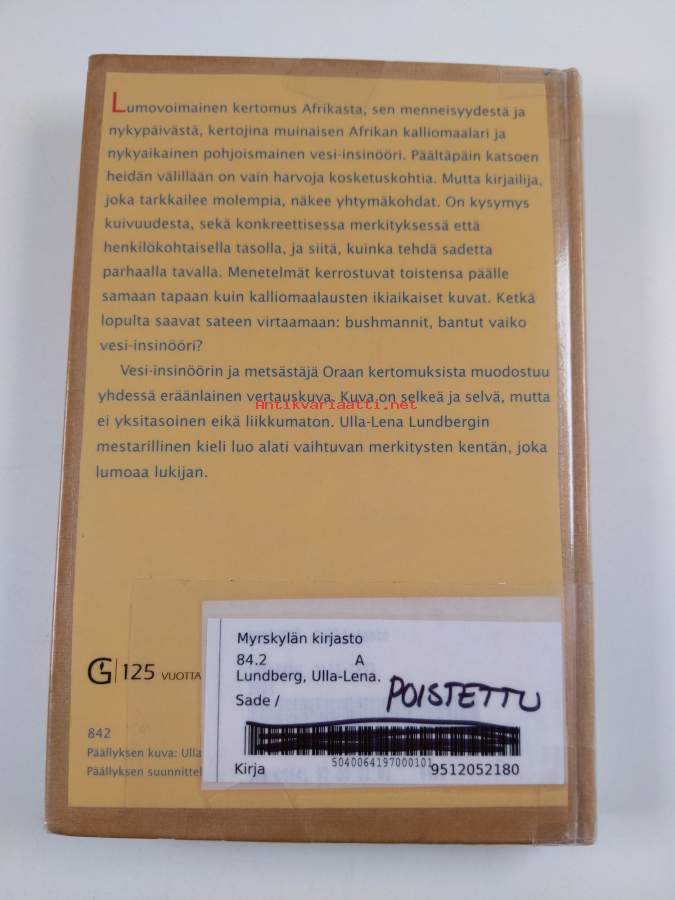 Lumovoimainen kertomus Afrikasta, sen menneisyydestä ja
nykypäivästä, kertojina muinaisen Afrikan kalliomaalari ja
nykyaikainen pohjoismainen vesi-insinööri. Päältäpäin katsoen
heidän välillään on vain harvoja kosketuskohtia. Mutta kirjailija,
joka tarkkailee molempia, näkee yhtymäkohdat. On kysymys
kuivuudesta, sekä konkreettisessa merkityksessä että
henkilökohtaisella tasolla, ja siitä, kuinka tehdä sadetta
parhaalla tavalla. Menetelmät kerrostuvat toistensa päälle
samaan tapaan kuin kalliomaalausten ikiaikaiset kuvat. Ketkä
lopulta saavat sateen virtaamaan: bushmannit, bantut vaiko
vesi-insinööri?
Vesi-insinöörin ja metsästäjä Oraan kertomuksista muodostuu
yhdessä eräänlainen vertauskuva. Kuva on selkeä ja selvä, mutta
Antikvariaatti.net
ei yksitasoinen eikä liikkumaton. Ulla-Lena Lundbergin
mestarillinen kieli luo alati vaihtuvan merkitysten kentän, joka
lumoaa lukijan.
G 125 VUOTTA
Myrskylän kirjasto
84.2 A
Lundberg, Ulla-Lena.
Sade /
POISTETTU
5040064197000101
Kirja 9512052180
842
Päällyksen kuva: Ulla
Päällyksen suunnittel